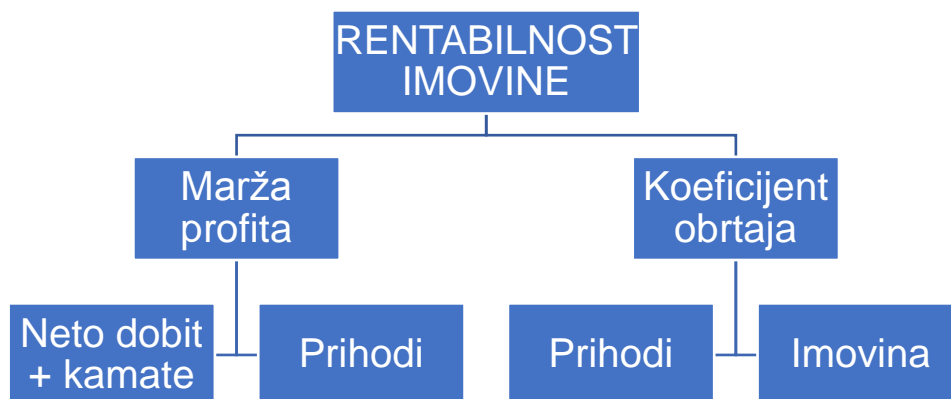 RENTABILNOST
IMOVINE
Marža
profita
Koeficijent
obrtaja
Neto dobit
+ kamate
Prihodi
Prihodi
Imovina